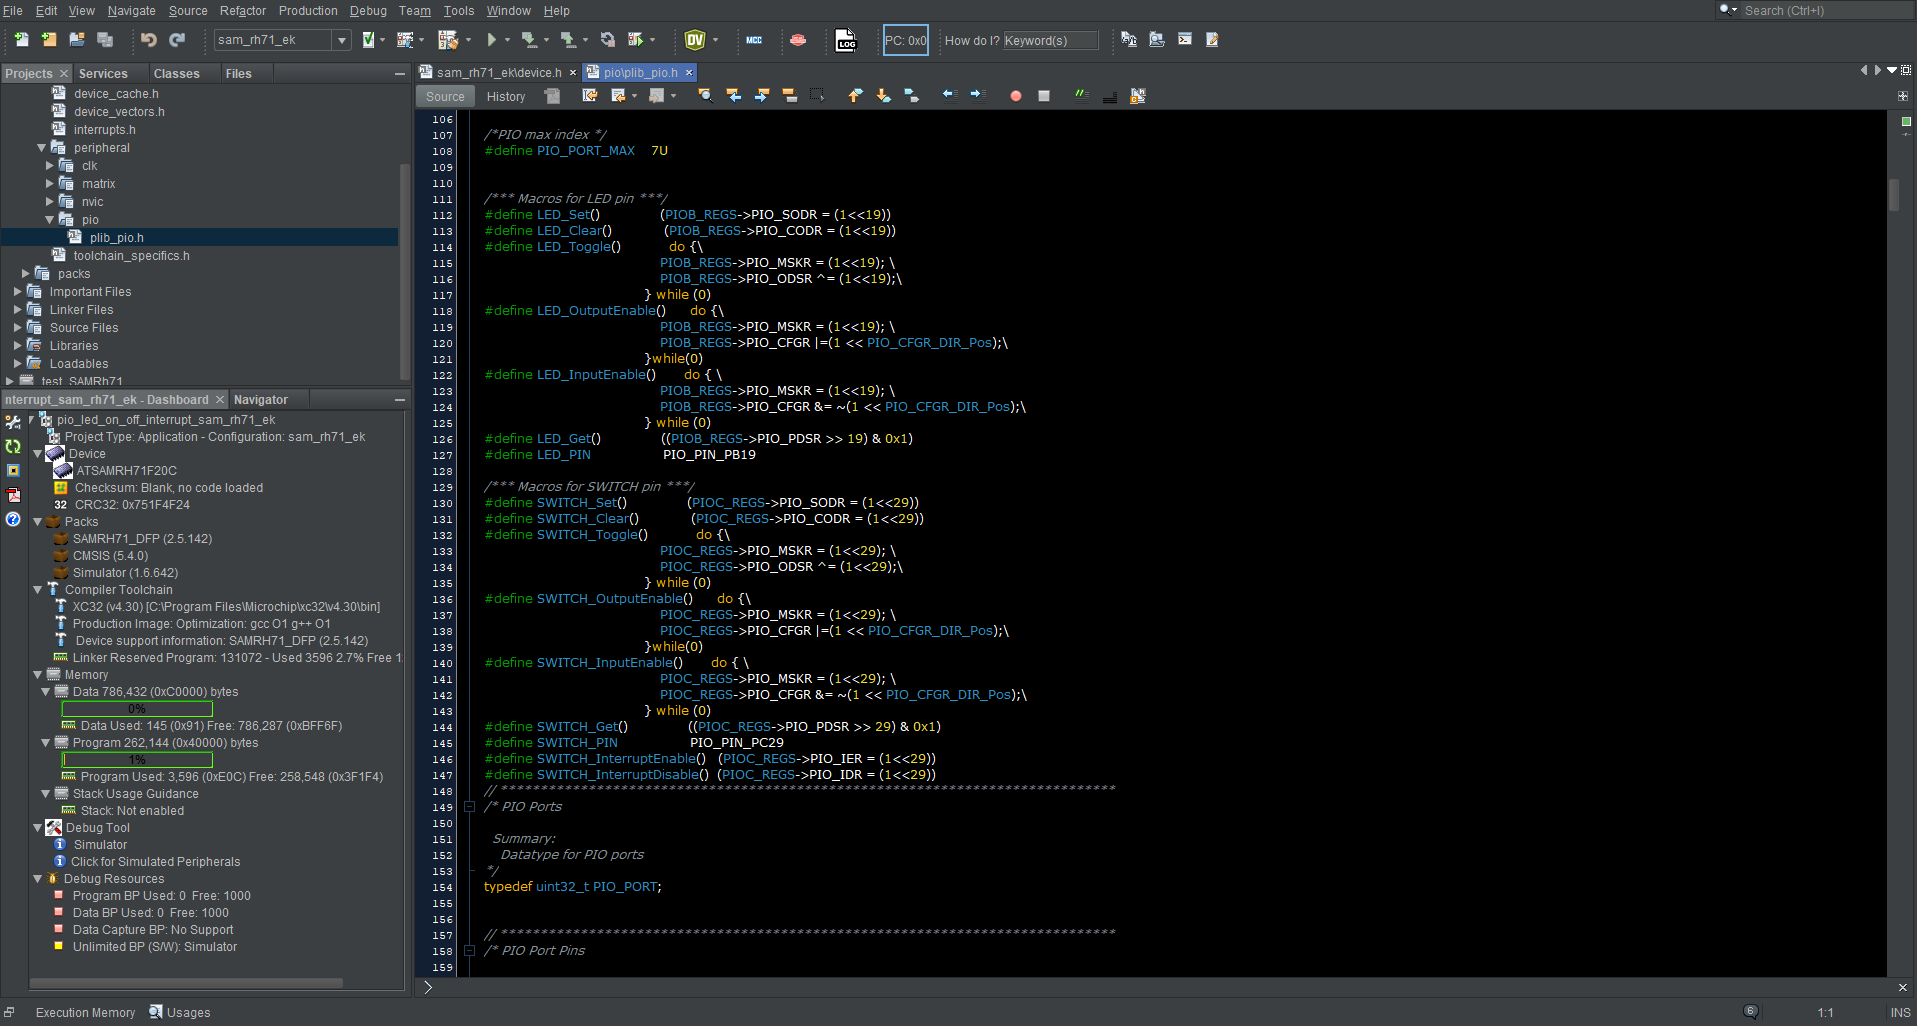 File Edit View Navigate Source Refactor Production Debug Team Tools Window Help
Search (Ctrl+I)
sam_rh71_ek
DV
MCC
LOG
PC: 0x0
How do I? Keyword(s)
Projects × Services Classes Files
sam_rh71_ek\device.h × pio\plib_pio.h ×
Source History
device_cache.h
device_vectors.h
interrupts.h
peripheral
clk
matrix
nvic
pio
plib_pio.h
toolchain_specifics.h
packs
Important Files
Linker Files
Source Files
Libraries
Loadables
test_SAMRh71
nterrupt_sam_rh71_ek - Dashboard × Navigator
pio_led_on_off_interrupt_sam_rh71_ek
Project Type: Application - Configuration: sam_rh71_ek
Device
ATSAMRH71F20C
Checksum: Blank, no code loaded
32 CRC32: 0x751F4F24
Packs
SAMRH71_DFP (2.5.142)
CMSIS (5.4.0)
Simulator (1.6.642)
Compiler Toolchain
XC32 (v4.30) [C:\Program Files\Microchip\xc32\v4.30\bin]
Production Image: Optimization: gcc O1 g++ O1
Device support information: SAMRH71_DFP (2.5.142)
Linker Reserved Program: 131072 - Used 3596 2.7% Free 1
Memory
Data 786,432 (0xC0000) bytes
0%
Data Used: 145 (0x91) Free: 786,287 (0xBFF6F)
Program 262,144 (0x40000) bytes
1%
Program Used: 3,596 (0xE0C) Free: 258,548 (0x3F1F4)
Stack Usage Guidance
Stack: Not enabled
Debug Tool
Simulator
Click for Simulated Peripherals
Debug Resources
Program BP Used: 0 Free: 1000
Data BP Used: 0 Free: 1000
Data Capture BP: No Support
Unlimited BP (S/W): Simulator
106
107 /*PIO max index */
108 #define PIO_PORT_MAX 7U
109
110
111 /*** Macros for LED pin ***/
112 #define LED_Set() (PIOB_REGS->PIO_SODR = (1<<19))
113 #define LED_Clear() (PIOB_REGS->PIO_CODR = (1<<19))
114 #define LED_Toggle() do {\
115 PIOB_REGS->PIO_MSKR = (1<<19); \
116 PIOB_REGS->PIO_ODSR ^= (1<<19);\
117 } while (0)
118 #define LED_OutputEnable() do {\
119 PIOB_REGS->PIO_MSKR = (1<<19); \
120 PIOB_REGS->PIO_CFGR |=(1 << PIO_CFGR_DIR_Pos);\
121 }while(0)
122 #define LED_InputEnable() do { \
123 PIOB_REGS->PIO_MSKR = (1<<19); \
124 PIOB_REGS->PIO_CFGR &= ~(1 << PIO_CFGR_DIR_Pos);\
125 } while (0)
126 #define LED_Get() ((PIOB_REGS->PIO_PDSR >> 19) & 0x1)
127 #define LED_PIN PIO_PIN_PB19
128
129 /*** Macros for SWITCH pin ***/
130 #define SWITCH_Set() (PIOC_REGS->PIO_SODR = (1<<29))
131 #define SWITCH_Clear() (PIOC_REGS->PIO_CODR = (1<<29))
132 #define SWITCH_Toggle() do {\
133 PIOC_REGS->PIO_MSKR = (1<<29); \
134 PIOC_REGS->PIO_ODSR ^= (1<<29);\
135 } while (0)
136 #define SWITCH_OutputEnable() do {\
137 PIOC_REGS->PIO_MSKR = (1<<29); \
138 PIOC_REGS->PIO_CFGR |=(1 << PIO_CFGR_DIR_Pos);\
139 }while(0)
140 #define SWITCH_InputEnable() do { \
141 PIOC_REGS->PIO_MSKR = (1<<29); \
142 PIOC_REGS->PIO_CFGR &= ~(1 << PIO_CFGR_DIR_Pos);\
143 } while (0)
144 #define SWITCH_Get() ((PIOC_REGS->PIO_PDSR >> 29) & 0x1)
145 #define SWITCH_PIN PIO_PIN_PC29
146 #define SWITCH_InterruptEnable() (PIOC_REGS->PIO_IER = (1<<29))
147 #define SWITCH_InterruptDisable() (PIOC_REGS->PIO_IDR = (1<<29))
148 // *****************************************************************************
149 /* PIO Ports
150
151 Summary:
152 Datatype for PIO ports
153 */
154 typedef uint32_t PIO_PORT;
155
156
157 // *****************************************************************************
158 /* PIO Port Pins
159
Execution Memory Usages
6 1:1 INS